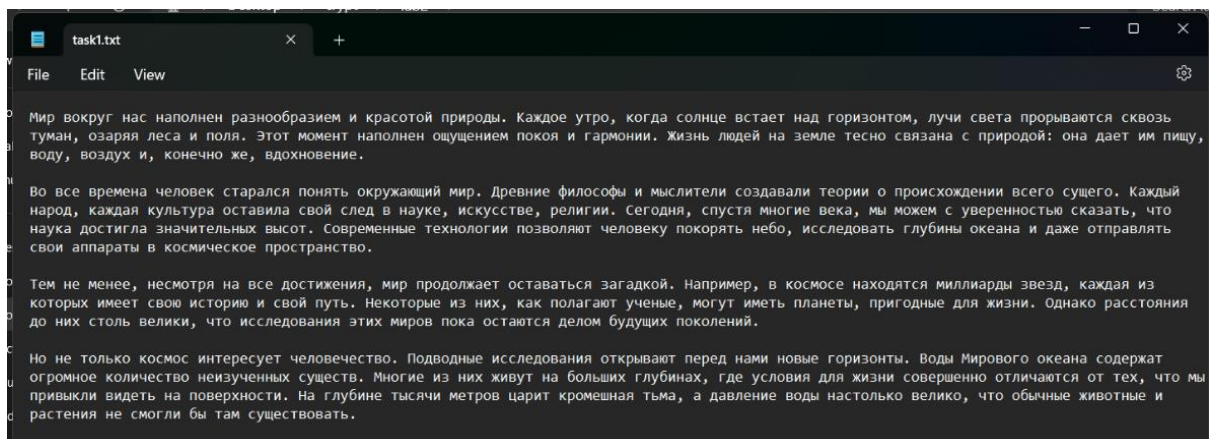 task1.txt
File Edit View
Мир вокруг нас наполнен разнообразием и красотой природы. Каждое утро, когда солнце встает над горизонтом, лучи света прорываются сквозь
туман, озаряя леса и поля. Этот момент наполнен ощущением покоя и гармонии. Жизнь людей на земле тесно связана с природой: она дает им пищу,
воду, воздух и, конечно же, вдохновение.
Во все времена человек старался понять окружающий мир. Древние философы и мыслители создавали теории о происхождении всего сущего. Каждый
народ, каждая культура оставила свой след в науке, искусстве, религии. Сегодня, спустя многие века, мы можем с уверенностью сказать, что
наука достигла значительных высот. Современные технологии позволяют человеку покорять небо, исследовать глубины океана и даже отправлять
свои аппараты в космическое пространство.
Тем не менее, несмотря на все достижения, мир продолжает оставаться загадкой. Например, в космосе находятся миллиарды звезд, каждая из
которых имеет свою историю и свой путь. Некоторые из них, как полагают ученые, могут иметь планеты, пригодные для жизни. Однако расстояния
до них столь велики, что исследования этих миров пока остаются делом будущих поколений.
Но не только космос интересует человечество. Подводные исследования открывают перед нами новые горизонты. Воды Мирового океана содержат
огромное количество неизученных существ. Многие из них живут на больших глубинах, где условия для жизни совершенно отличаются от тех, что мы
привыкли видеть на поверхности. На глубине тысячи метров царит кромешная тьма, а давление воды настолько велико, что обычные животные и
растения не смогли бы там существовать.